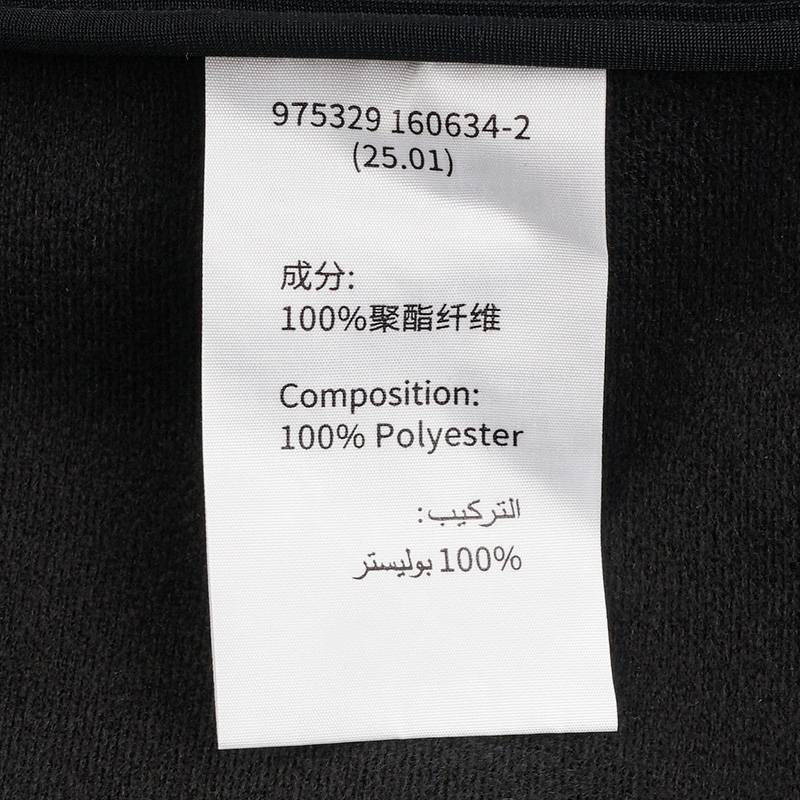 975329 160634-2
(25.01)
成分:
100%聚酯纤维
Composition:
100% Polyester
التركيب:
100% بوليستر